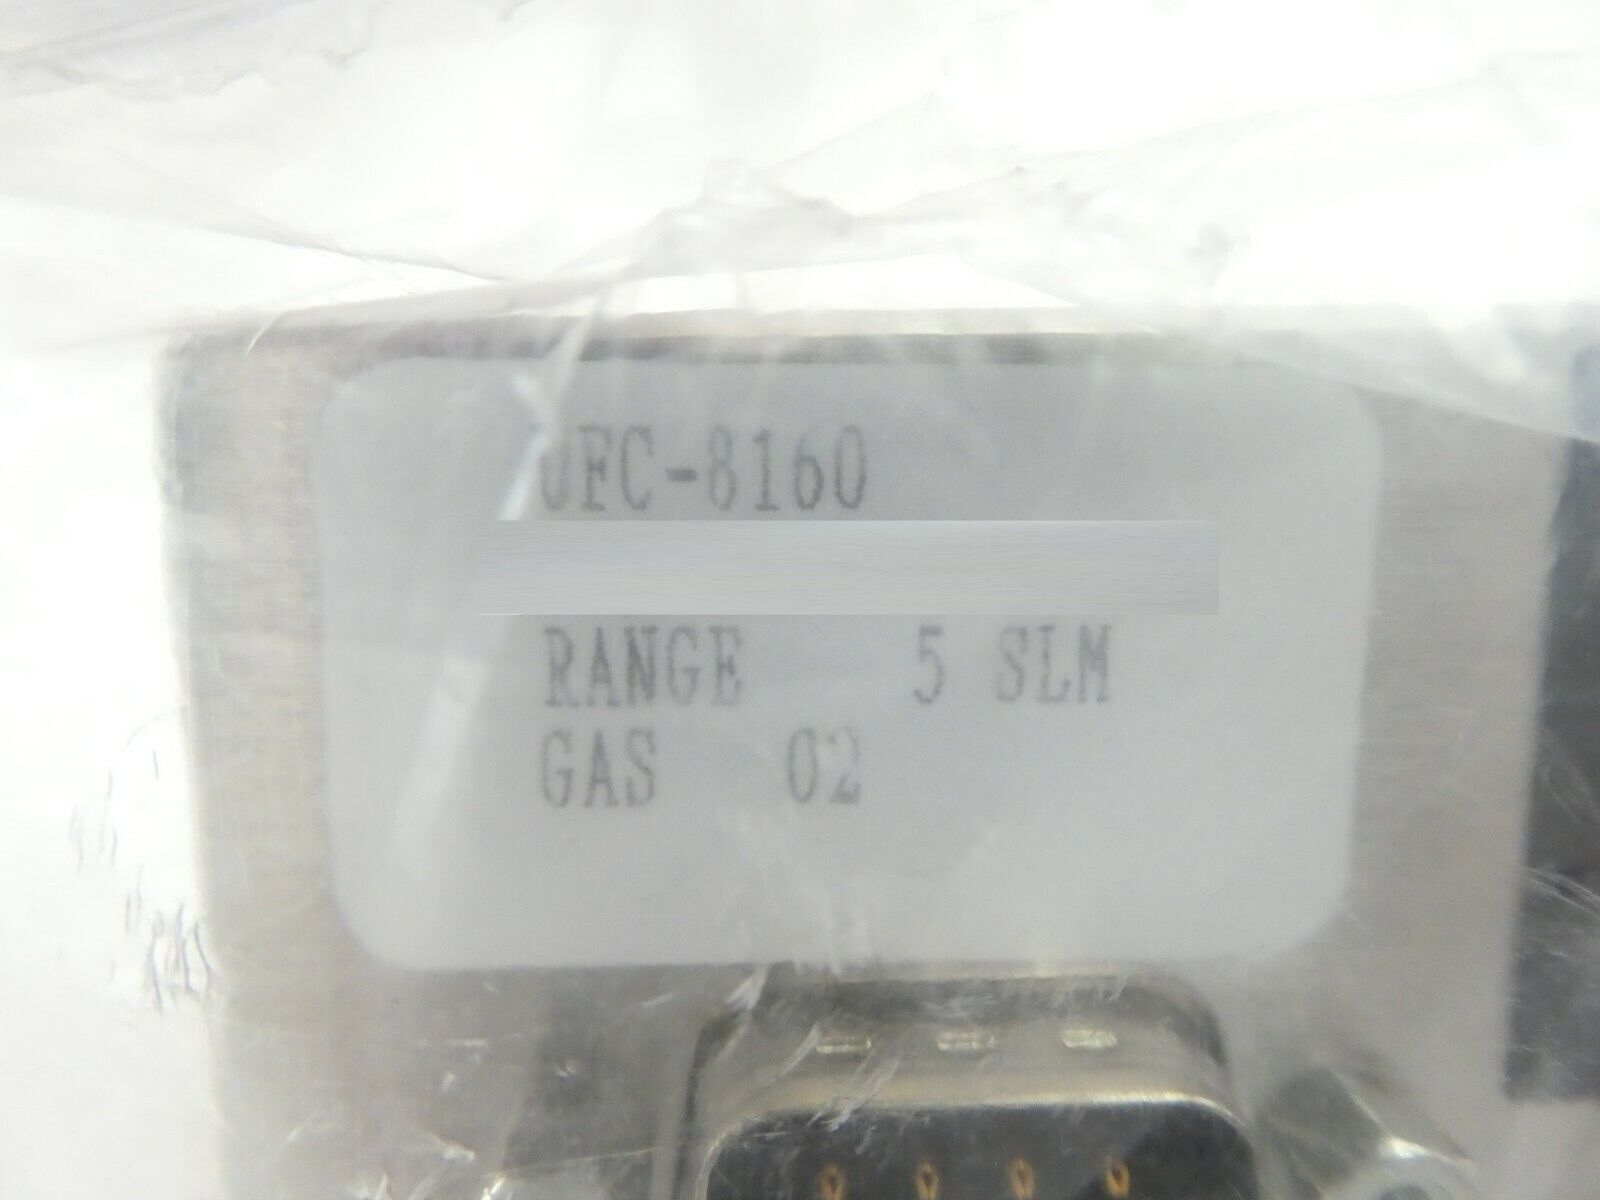 UFC-8160
RANGE 5 SLM
GAS O2